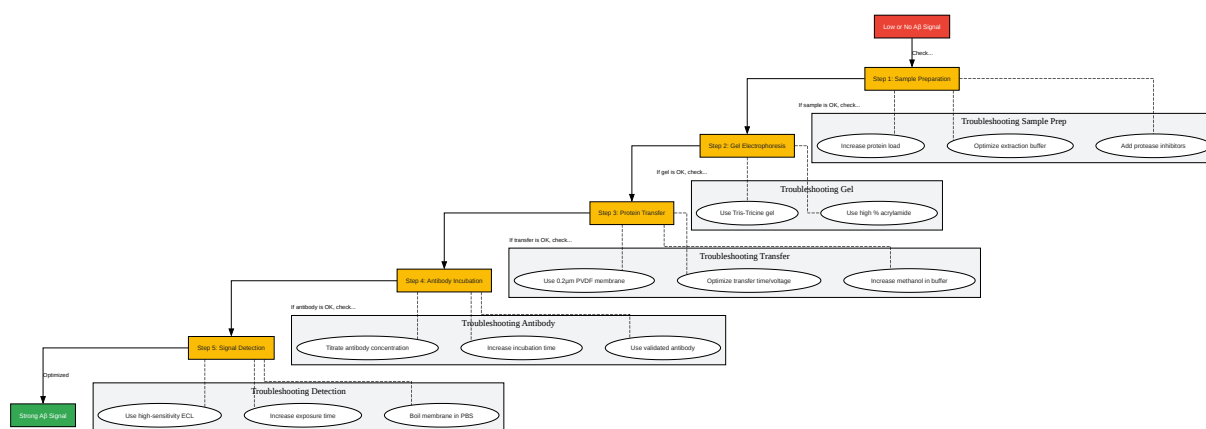 Low or No Aβ Signal
Check...
Step 1: Sample Preparation
If sample is OK, check...
Troubleshooting Sample Prep
Increase protein load
Optimize extraction buffer
Add protease inhibitors
Step 2: Gel Electrophoresis
If gel is OK, check...
Troubleshooting Gel
Use Tris-Tricine gel
Use high % acrylamide
Step 3: Protein Transfer
If transfer is OK, check...
Troubleshooting Transfer
Use 0.2µm PVDF membrane
Optimize transfer time/voltage
Increase methanol in buffer
Step 4: Antibody Incubation
If antibody is OK, check...
Troubleshooting Antibody
Titrate antibody concentration
Increase incubation time
Use validated antibody
Step 5: Signal Detection
Optimized
Troubleshooting Detection
Use high-sensitivity ECL
Increase exposure time
Boil membrane in PBS
Strong Aβ Signal